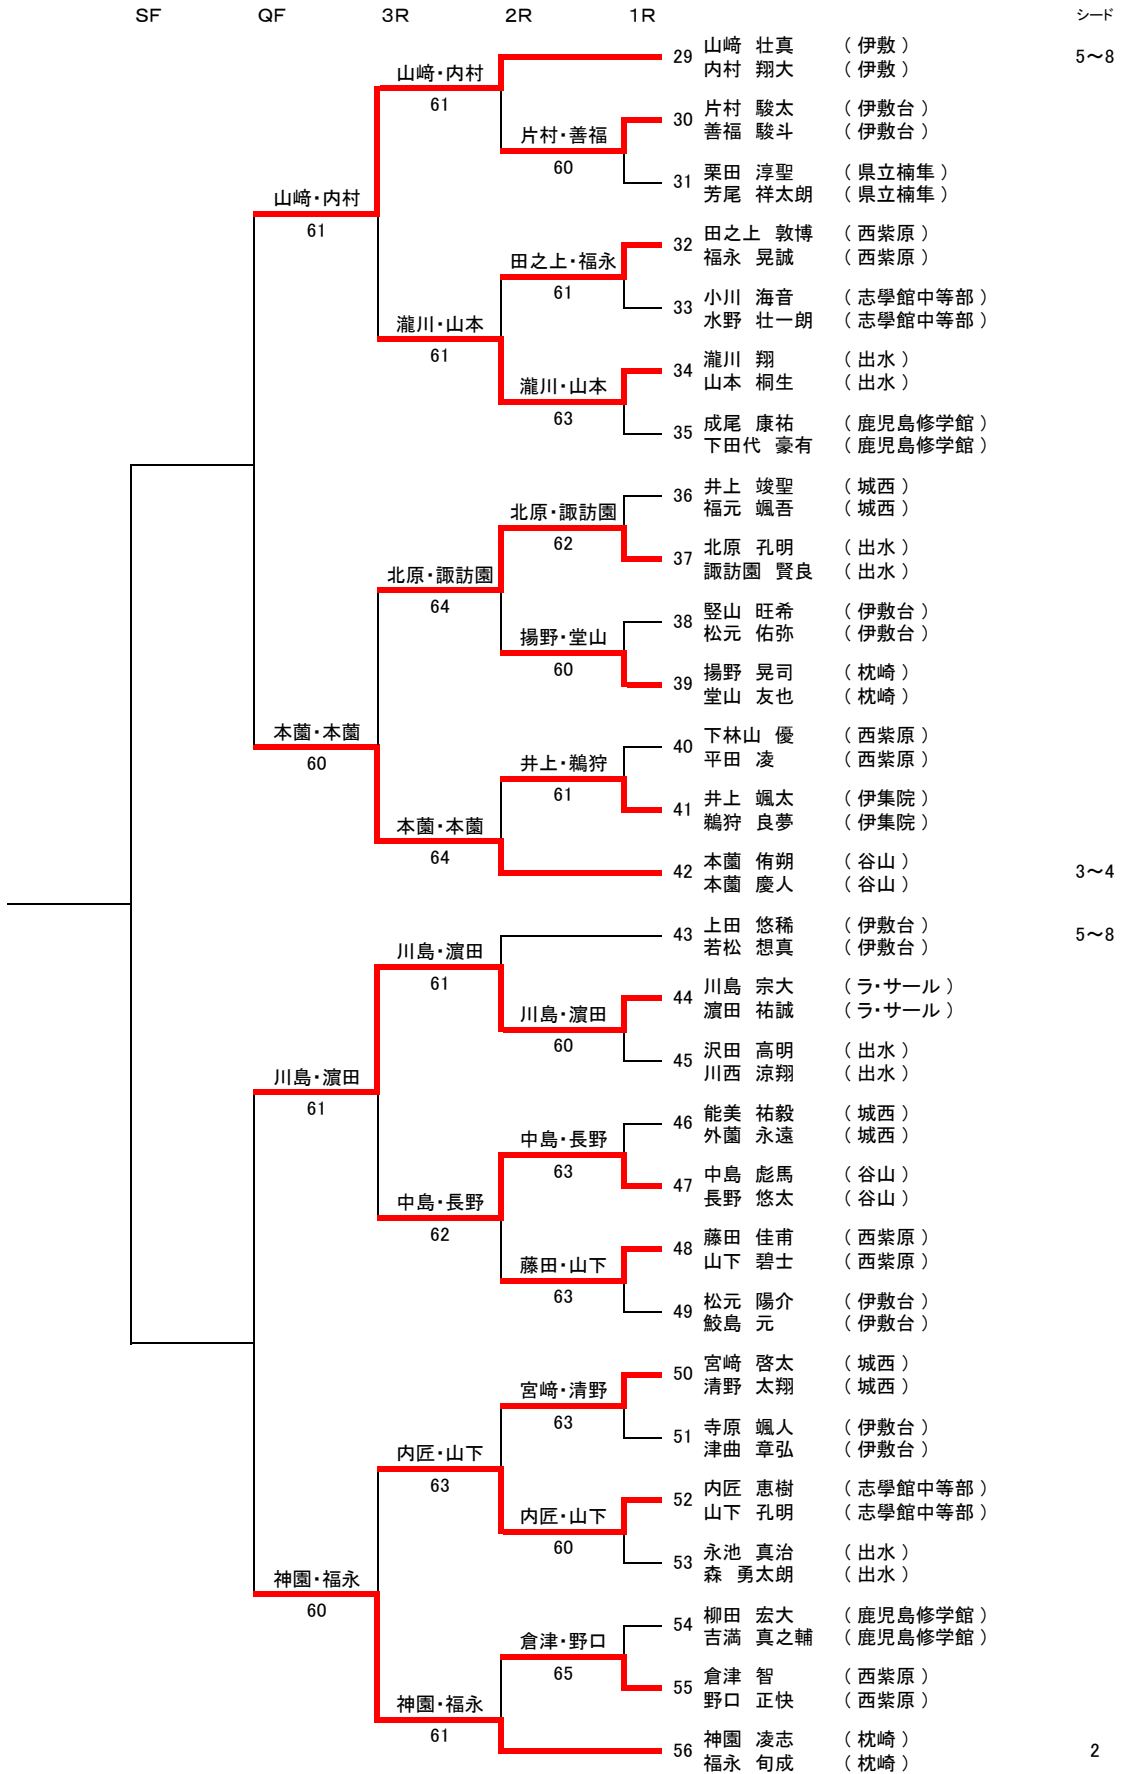 SF QF 3R 2R 1R シード
29 山﨑 壮真 （ 伊敷 ） 5～8
内村 翔大 （ 伊敷 ）
山﨑・内村
61
30 片村 駿太 （ 伊敷台 ）
善福 駿斗 （ 伊敷台 ）
片村・善福
60
31 栗田 淳聖 （ 県立楠隼 ）
芳尾 祥太朗 （ 県立楠隼 ）
山﨑・内村
61
32 田之上 敦博 （ 西紫原 ）
福永 晃誠 （ 西紫原 ）
田之上・福永
61
33 小川 海音 （ 志學館中等部 ）
水野 壮一朗 （ 志學館中等部 ）
瀧川・山本
61
34 瀧川 翔 （ 出水 ）
山本 桐生 （ 出水 ）
瀧川・山本
63
35 成尾 康祐 （ 鹿児島修学館 ）
下田代 豪有 （ 鹿児島修学館 ）
36 井上 竣聖 （ 城西 ）
福元 颯吾 （ 城西 ）
北原・諏訪園
62
37 北原 孔明 （ 出水 ）
諏訪園 賢良 （ 出水 ）
北原・諏訪園
64
38 竪山 旺希 （ 伊敷台 ）
松元 佑弥 （ 伊敷台 ）
揚野・堂山
60
39 揚野 晃司 （ 枕崎 ）
堂山 友也 （ 枕崎 ）
本薗・本薗
60
40 下林山 優 （ 西紫原 ）
平田 凌 （ 西紫原 ）
井上・鵜狩
61
41 井上 颯太 （ 伊集院 ）
鵜狩 良夢 （ 伊集院 ）
本薗・本薗
64
42 本薗 侑朔 （ 谷山 ） 3～4
本薗 慶人 （ 谷山 ）
43 上田 悠稀 （ 伊敷台 ） 5～8
若松 想真 （ 伊敷台 ）
川島・濵田
61
44 川島 宗大 （ ラ・サール ）
濵田 祐誠 （ ラ・サール ）
川島・濵田
60
45 沢田 高明 （ 出水 ）
川西 涼翔 （ 出水 ）
川島・濵田
61
46 能美 祐毅 （ 城西 ）
外薗 永遠 （ 城西 ）
中島・長野
63
47 中島 彪馬 （ 谷山 ）
長野 悠太 （ 谷山 ）
中島・長野
62
48 藤田 佳甫 （ 西紫原 ）
山下 碧士 （ 西紫原 ）
藤田・山下
63
49 松元 陽介 （ 伊敷台 ）
鮫島 元 （ 伊敷台 ）
50 宮﨑 啓太 （ 城西 ）
清野 太翔 （ 城西 ）
宮﨑・清野
63
51 寺原 颯人 （ 伊敷台 ）
津曲 章弘 （ 伊敷台 ）
内匠・山下
63
52 内匠 恵樹 （ 志學館中等部 ）
山下 孔明 （ 志學館中等部 ）
内匠・山下
60
53 永池 真治 （ 出水 ）
森 勇太朗 （ 出水 ）
神園・福永
60
54 柳田 宏大 （ 鹿児島修学館 ）
吉満 真之輔 （ 鹿児島修学館 ）
倉津・野口
65
55 倉津 智 （ 西紫原 ）
野口 正快 （ 西紫原 ）
神園・福永
61
56 神園 凌志 （ 枕崎 ） 2
福永 旬成 （ 枕崎 ）